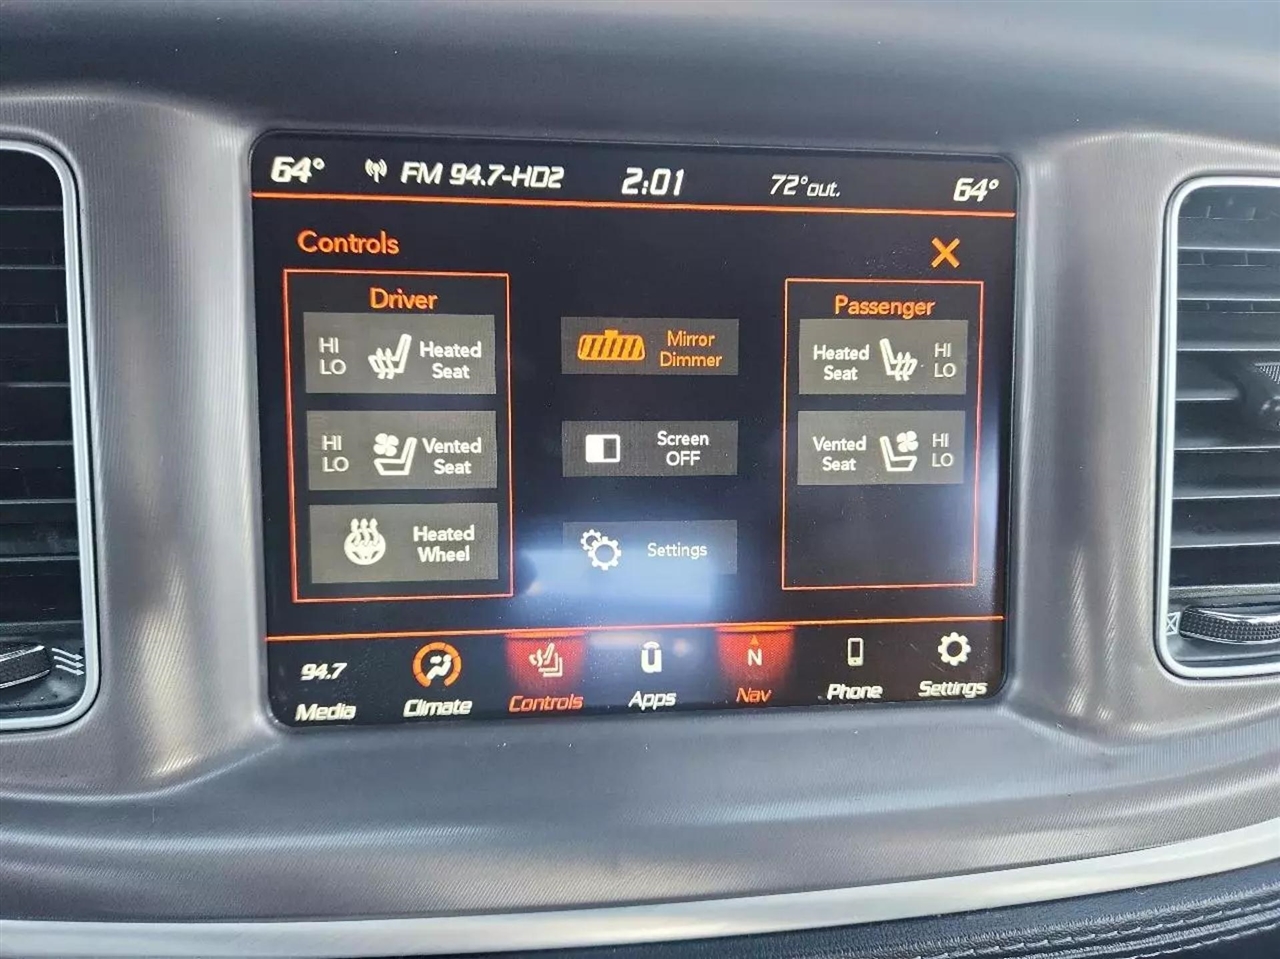 64° FM 94.7-HD2 2:01 72°out. 64°
Controls X
Driver
HI
LO
Heated
Seat
HI
LO
Vented
Seat
Heated
Wheel
Mirror
Dimmer
Screen
OFF
Settings
Passenger
Heated
Seat
HI
LO
Vented
Seat
HI
LO
94.7
Media
Climate
Controls
Apps
N
Nav
Phone
Settings